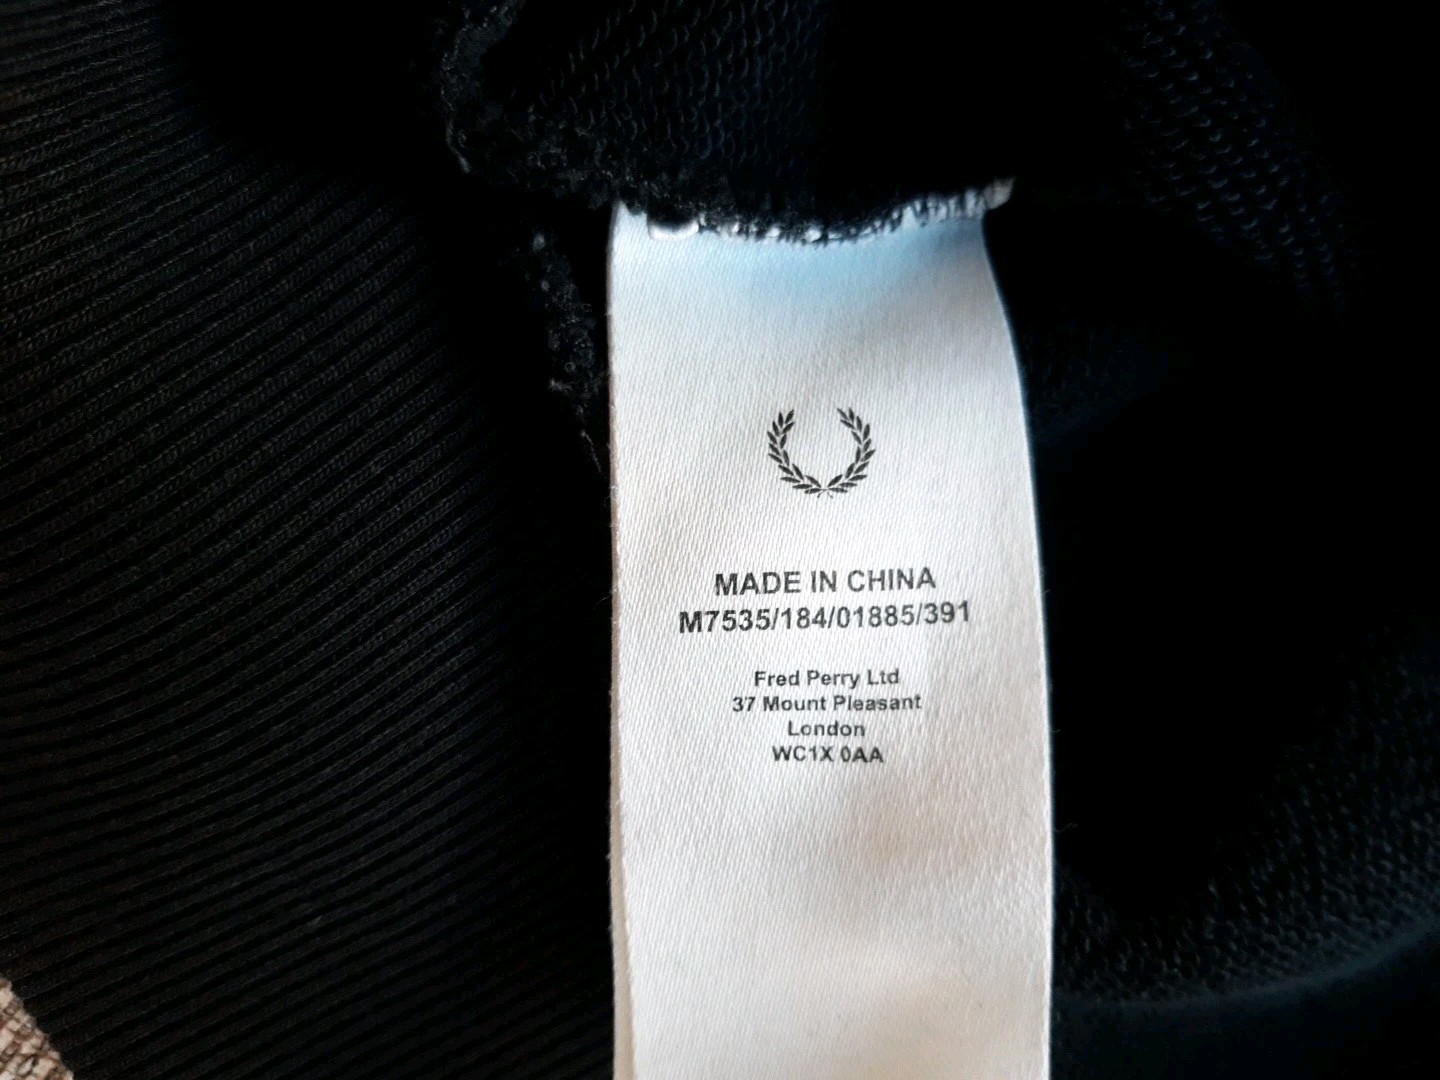 MADE IN CHINA
M7535/184/01885/391
Fred Perry Ltd
37 Mount Pleasant
London
WC1X 0AA